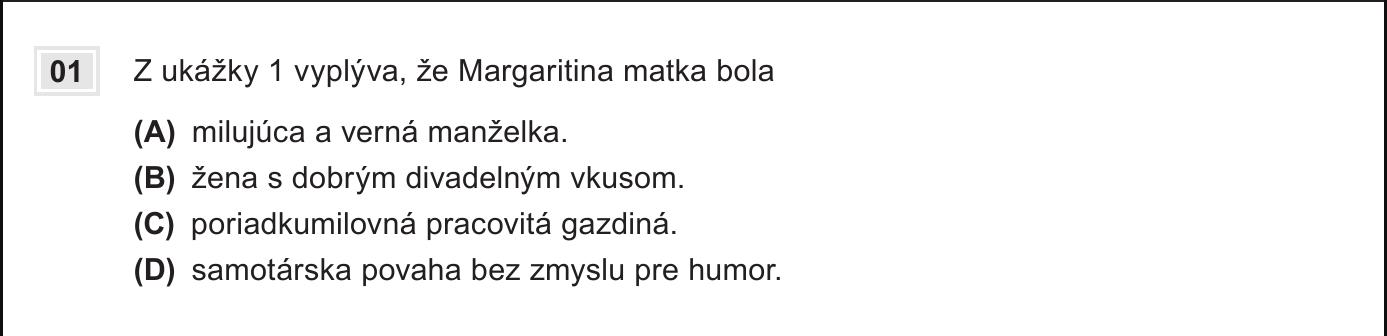 01 Z ukážky 1 vyplýva, že Margaritina matka bola
(A) milujúca a verná manželka.
(B) žena s dobrým divadelným vkusom.
(C) poriadkumilovná pracovitá gazdiná.
(D) samotárska povaha bez zmyslu pre humor.